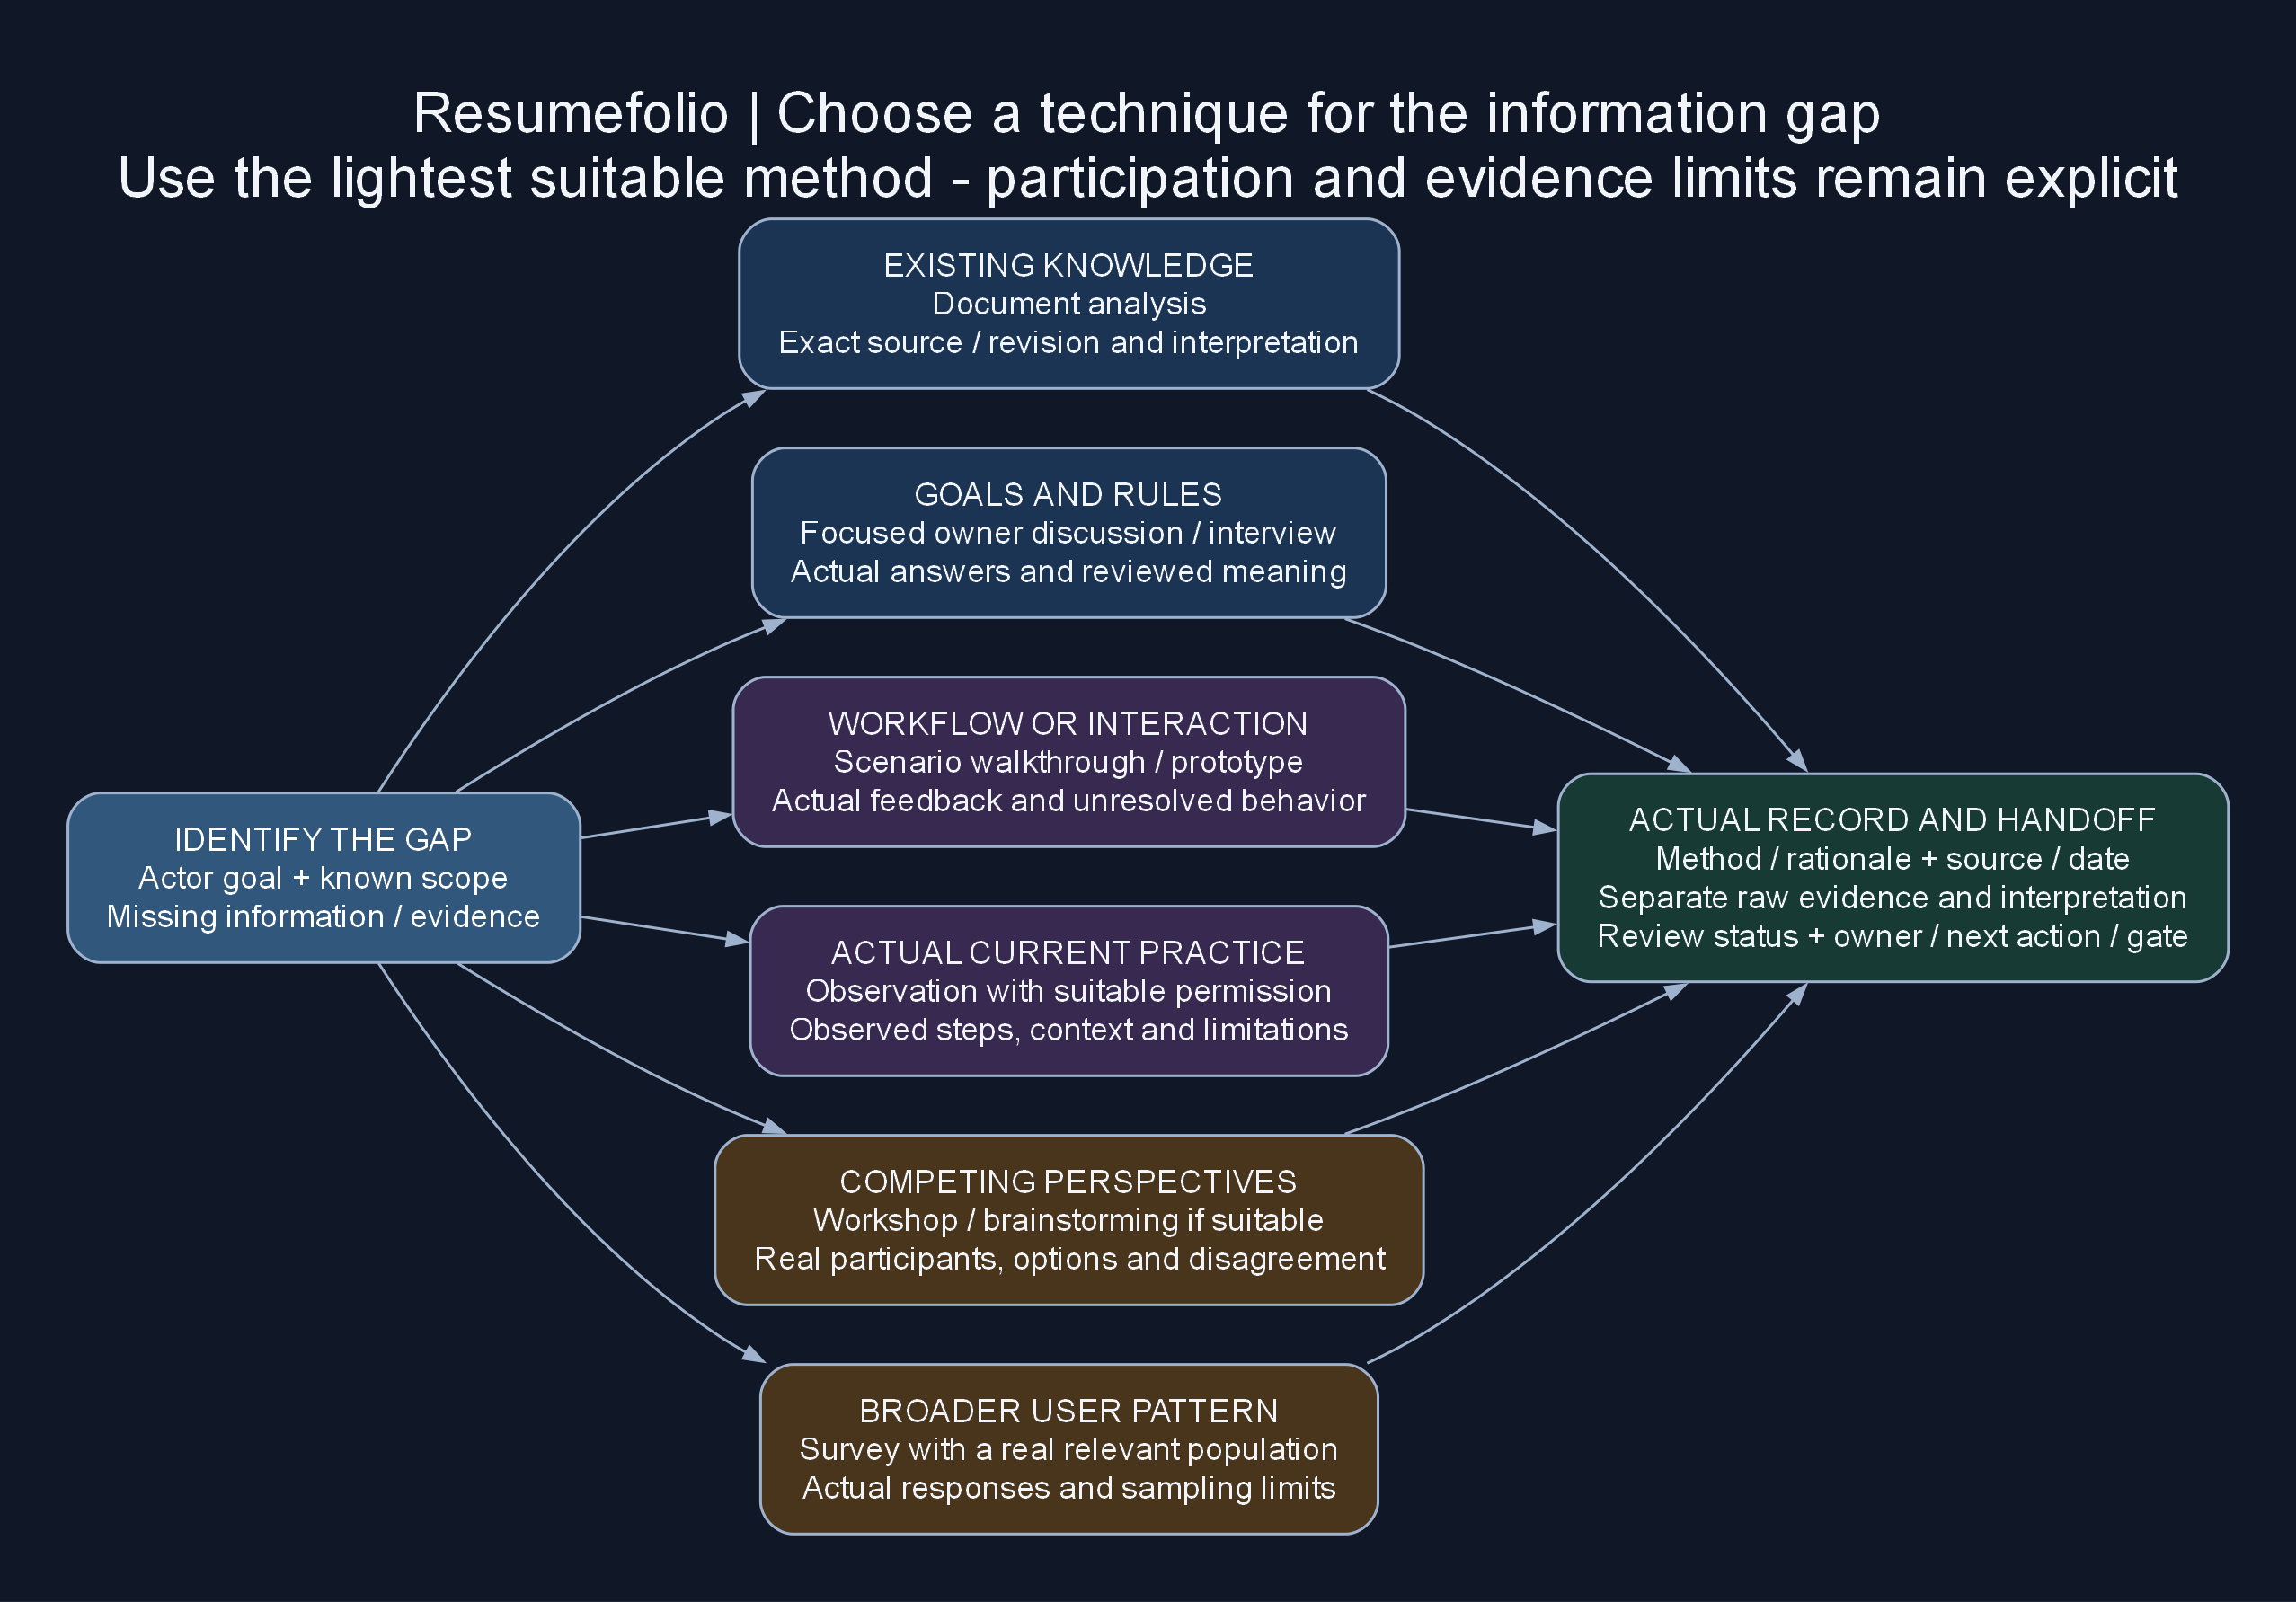 Resumefolio | Choose a technique for the information gap
Use the lightest suitable method - participation and evidence limits remain explicit
EXISTING KNOWLEDGE
Document analysis
Exact source / revision and interpretation
GOALS AND RULES
Focused owner discussion / interview
Actual answers and reviewed meaning
WORKFLOW OR INTERACTION
Scenario walkthrough / prototype
Actual feedback and unresolved behavior
IDENTIFY THE GAP
Actor goal + known scope
Missing information / evidence
ACTUAL RECORD AND HANDOFF
Method / rationale + source / date
Separate raw evidence and interpretation
Review status + owner / next action / gate
ACTUAL CURRENT PRACTICE
Observation with suitable permission
Observed steps, context and limitations
COMPETING PERSPECTIVES
Workshop / brainstorming if suitable
Real participants, options and disagreement
BROADER USER PATTERN
Survey with a real relevant population
Actual responses and sampling limits